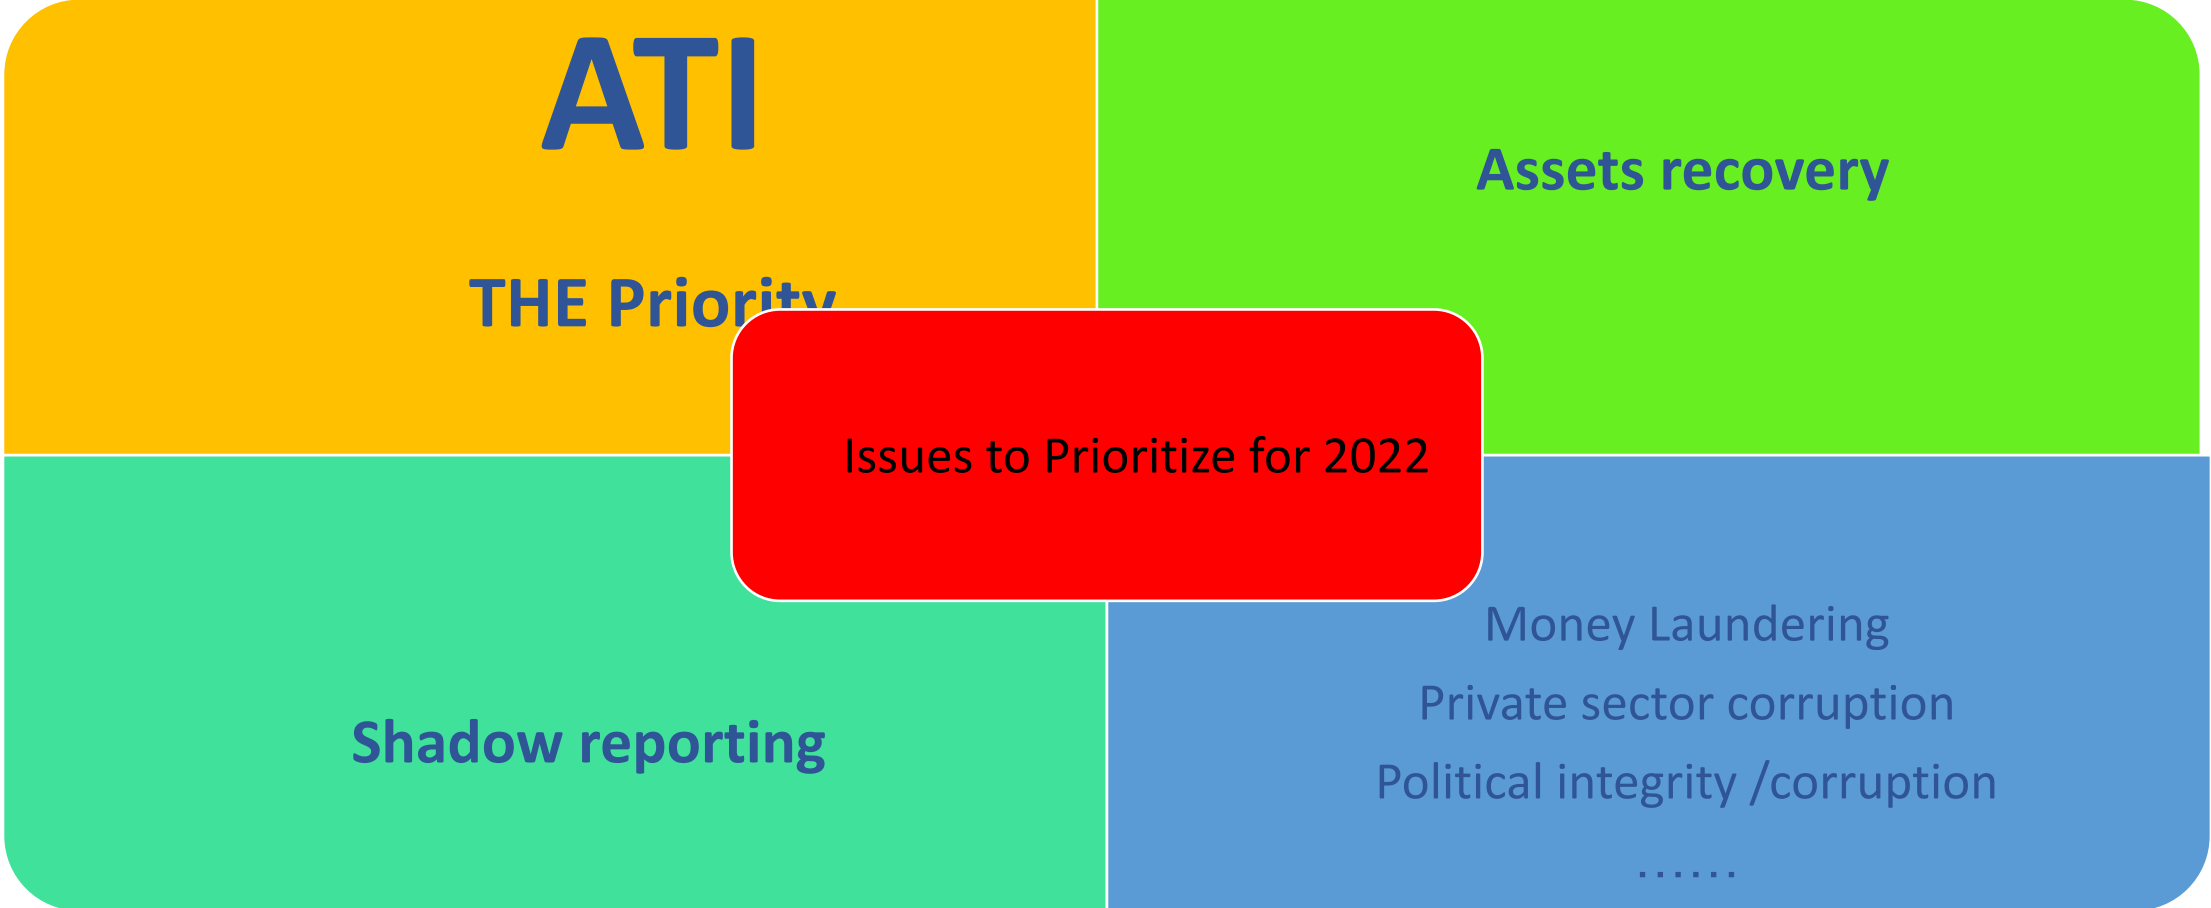 ATI
THE Priority
Assets recovery
Issues to Prioritize for 2022
Shadow reporting
Money Laundering
Private sector corruption
Political integrity /corruption
......